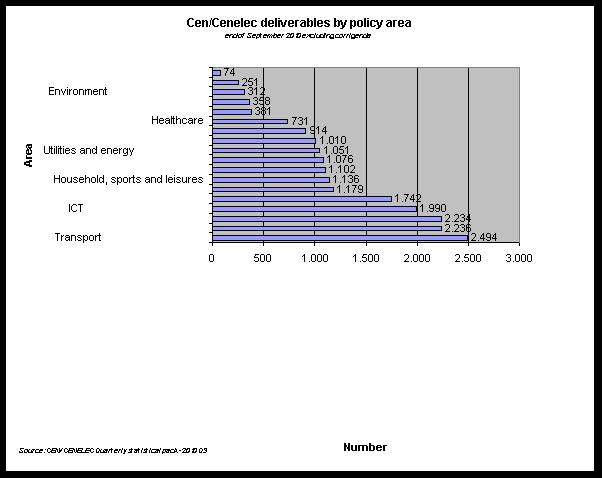 Cen/Cenelec deliverables by policy area
end of September 2010 excluding corrigenda
74
251
Environment 312
358
381
Healthcare 731
914
1.010
Utilities and energy 1.051
1.076
1.102
Household, sports and leisures 1.136
1.179
1.742
ICT 1.990
2.234
2.236
Transport 2.494
Area
0 500 1.000 1.500 2.000 2.500 3.000
Number
Source: CEN/CENELEC Quarterly statistical pack - 2010 Q3